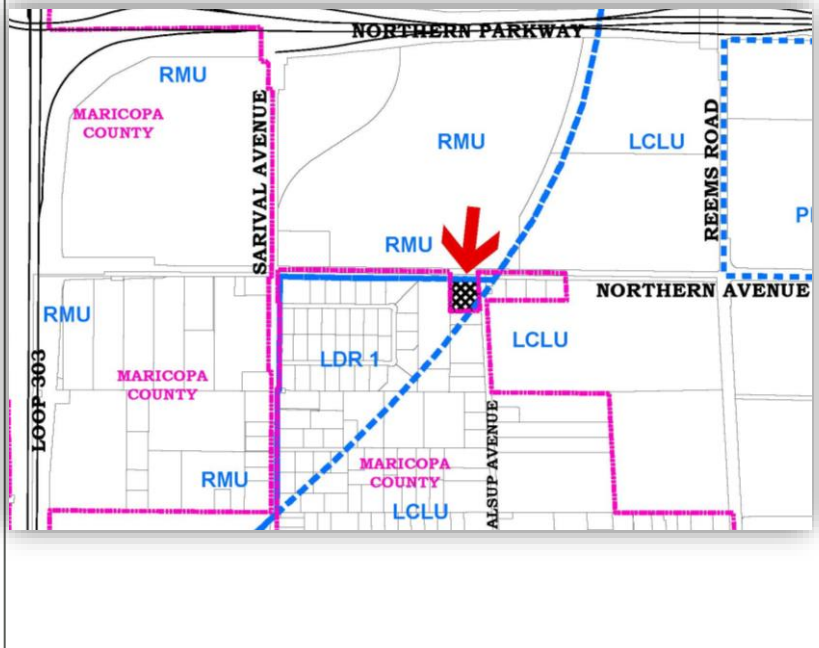 NORTHERN PARKWAY
RMU
MARICOPA
COUNTY
SARIVAL AVENUE
RMU
LCLU
REEMS ROAD
RMU
NORTHERN AVENUE
RMU
LDR 1
LCLU
LOOP 303
MARICOPA
COUNTY
RMU
MARICOPA
COUNTY
ALSUP AVENUE
LCLU